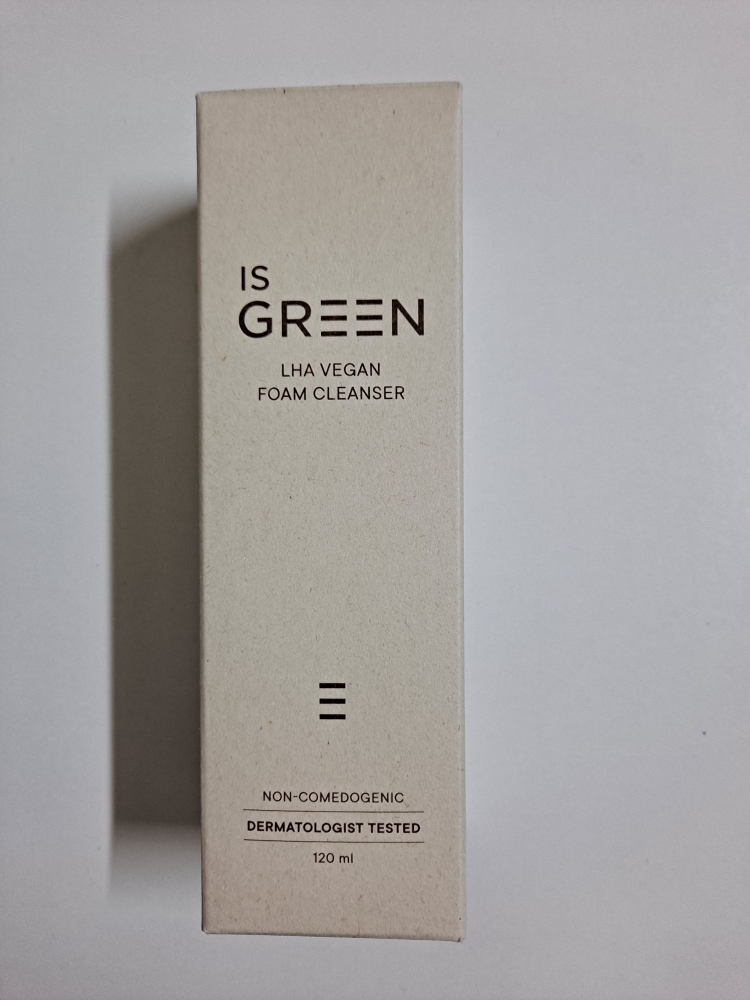 IS
GREEN
LHA VEGAN
FOAM CLEANSER
NON-COMEDOGENIC
DERMATOLOGIST TESTED
120 ml